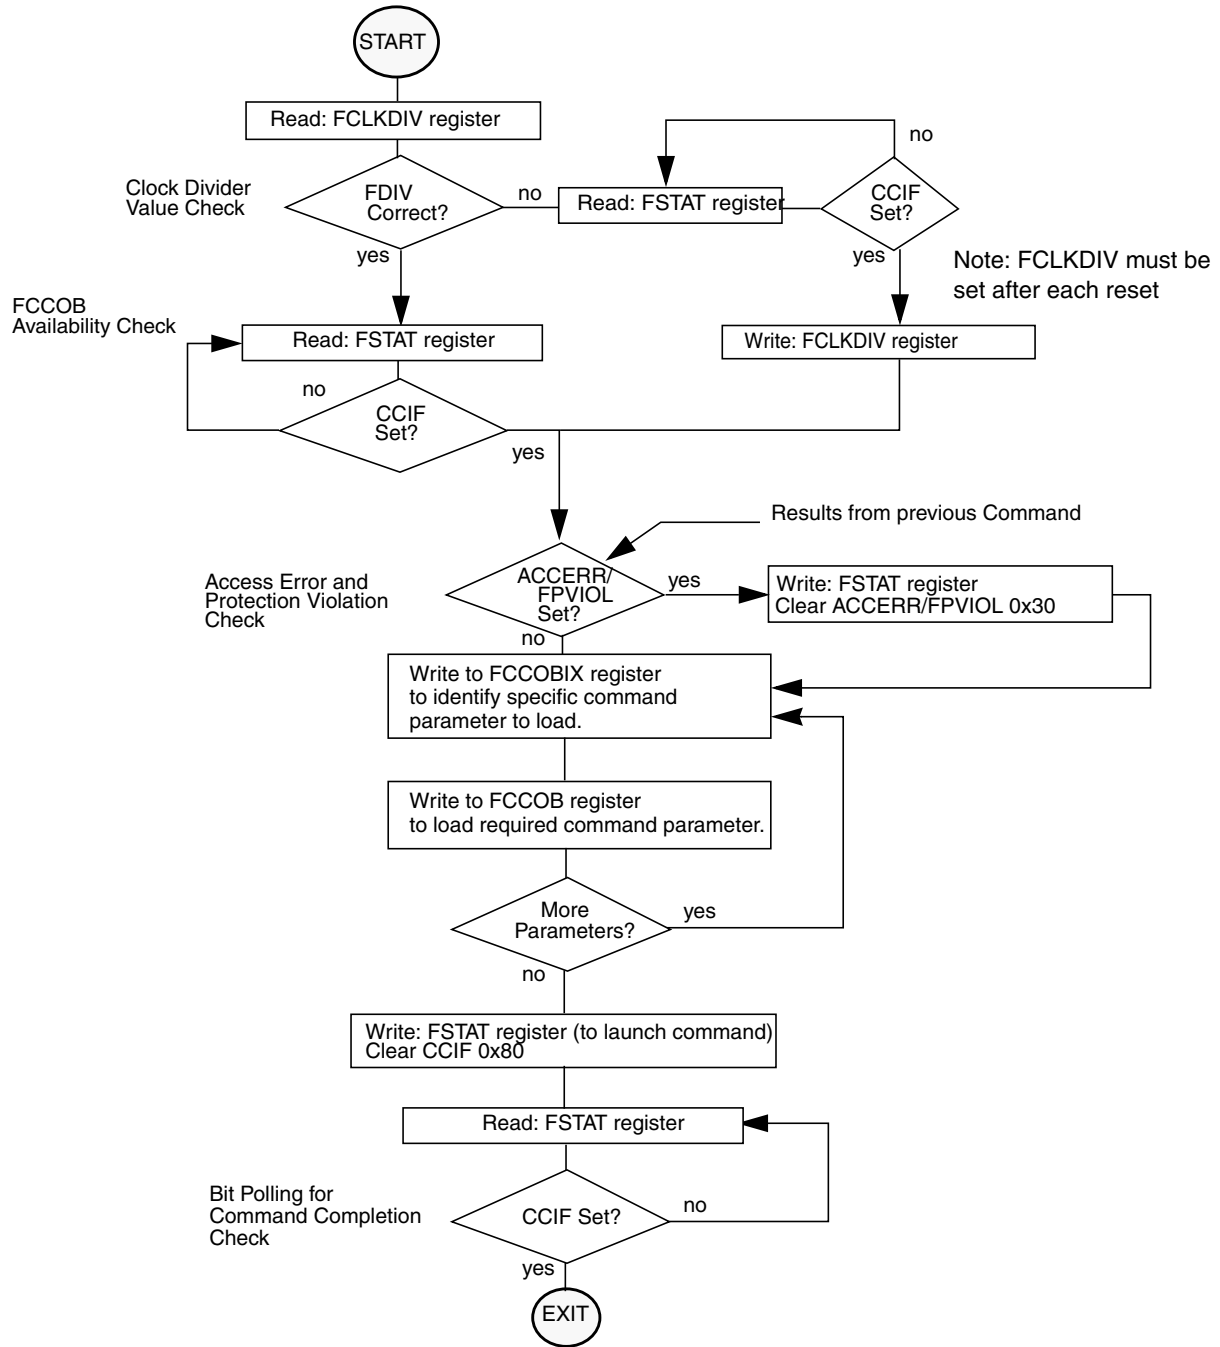 START
Read: FCLKDIV register
no
Clock Divider
Value Check
FDIV
Correct?
no
Read: FSTAT register
CCIF
Set?
yes
yes
Note: FCLKDIV must be
set after each reset
FCCOB
Availability Check
Read: FSTAT register
Write: FCLKDIV register
no
CCIF
Set?
yes
Results from previous Command
Access Error and
Protection Violation
Check
ACCERR/
FPVIOL
Set?
yes
Write: FSTAT register
Clear ACCERR/FPVIOL 0x30
no
Write to FCCOBIX register
to identify specific command
parameter to load.
Write to FCCOB register
to load required command parameter.
More
Parameters?
yes
no
Write: FSTAT register (to launch command)
Clear CCIF 0x80
Read: FSTAT register
Bit Polling for
Command Completion
Check
CCIF Set?
no
yes
EXIT